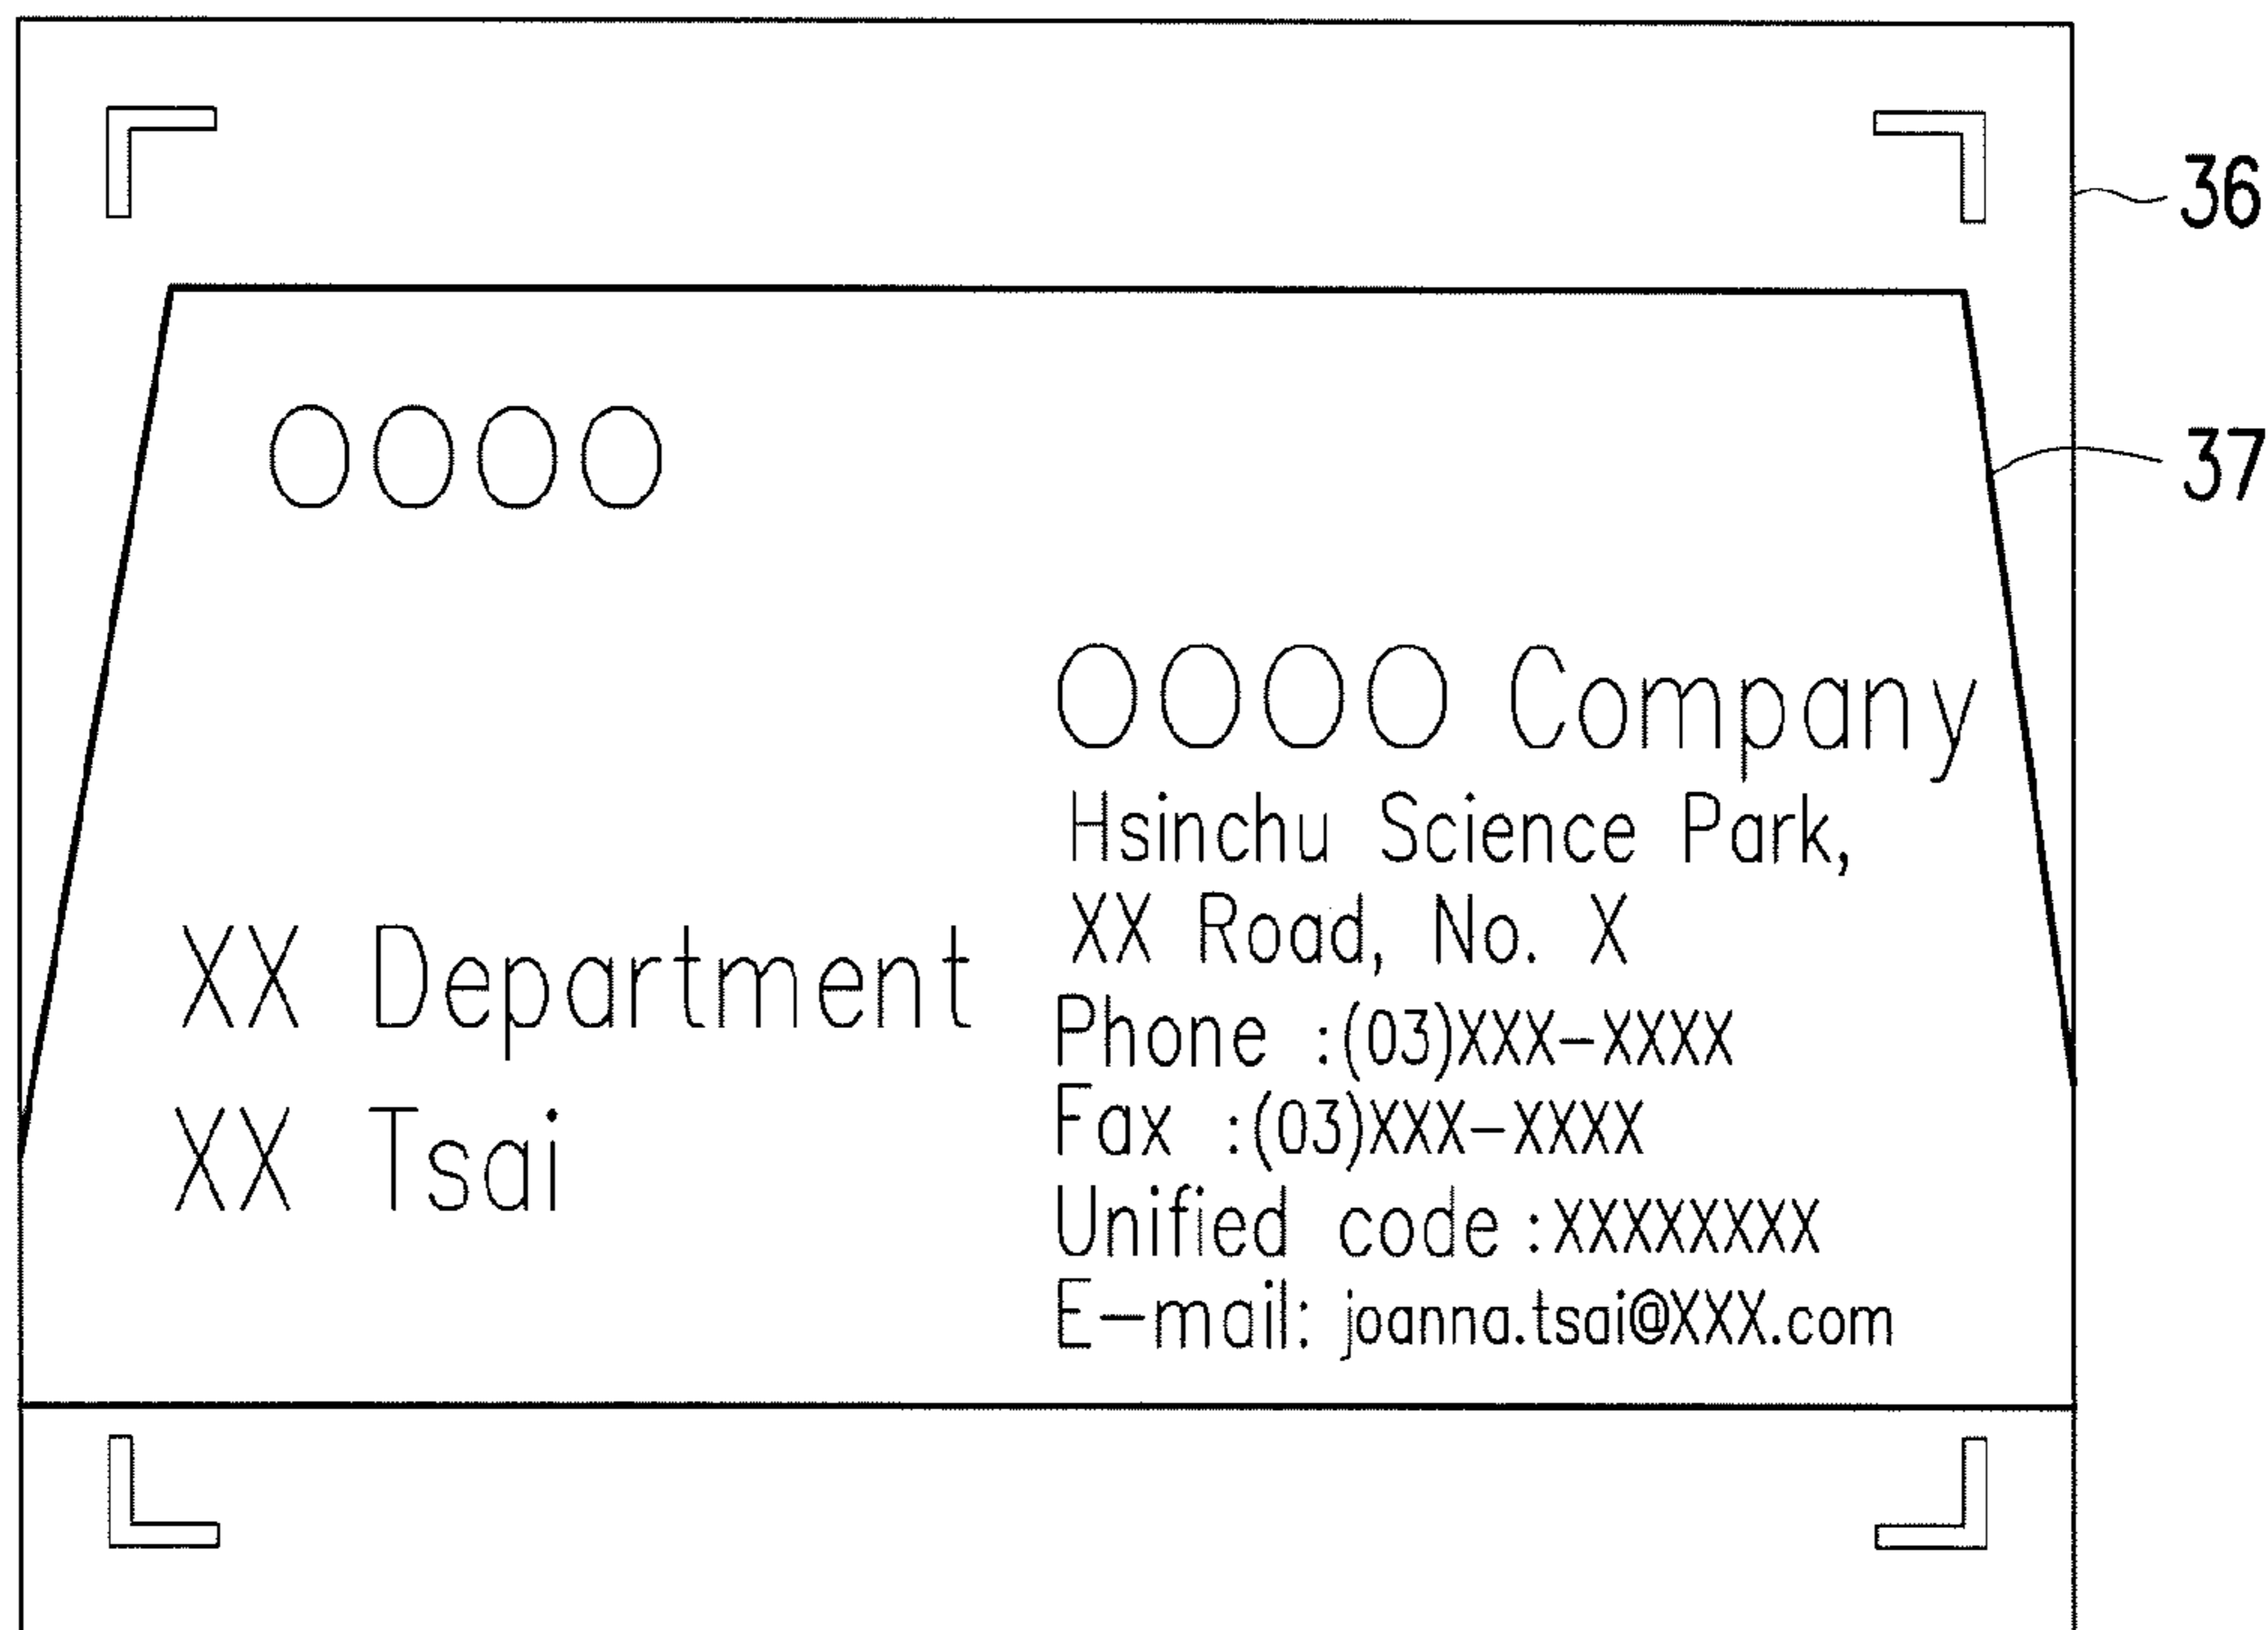 36
37
OOOO
OOOO Company
Hsinchu Science Park,
XX Road, No. X
XX Department
Phone :(03)XXX-XXXX
Fax :(03)XXX-XXXX
XX Tsai
Unified code :XXXXXXXX
E-mail: joanna.tsai@XXX.com